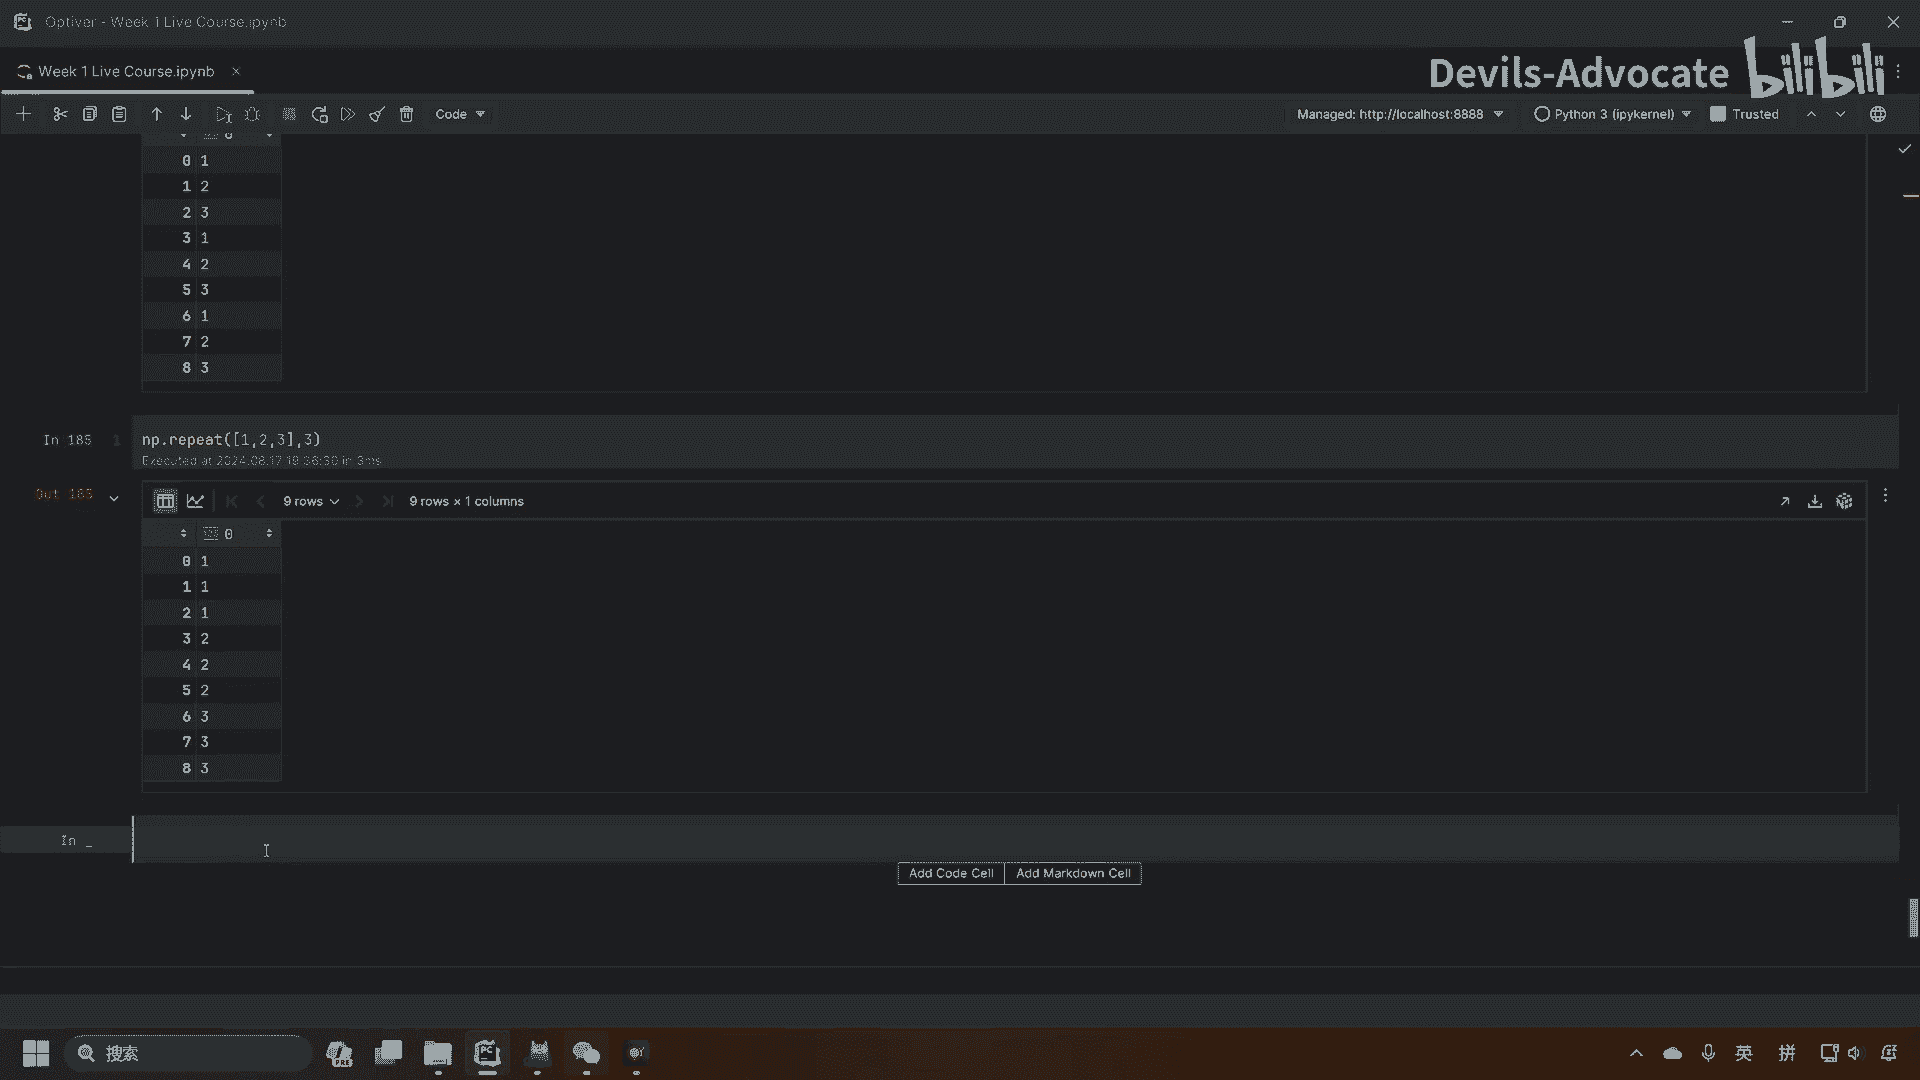 Optiver - Week 1 Live Course.ipynb
Week 1 Live Course.ipynb
Devils-Advocate bilibili
Code
Managed: http://localhost:8888
Python 3 (ipykernel)
Trusted
0 1
1 2
2 3
3 1
4 2
5 3
6 1
7 2
8 3
In 185 1 np.repeat([1,2,3],3)
Executed at 2024.08.17 19:36:30 in 3ms
Out 185
9 rows
9 rows × 1 columns
0
0 1
1 1
2 1
3 2
4 2
5 2
6 3
7 3
8 3
In _
Add Code Cell
Add Markdown Cell
搜索
PRE
PC
英
拼